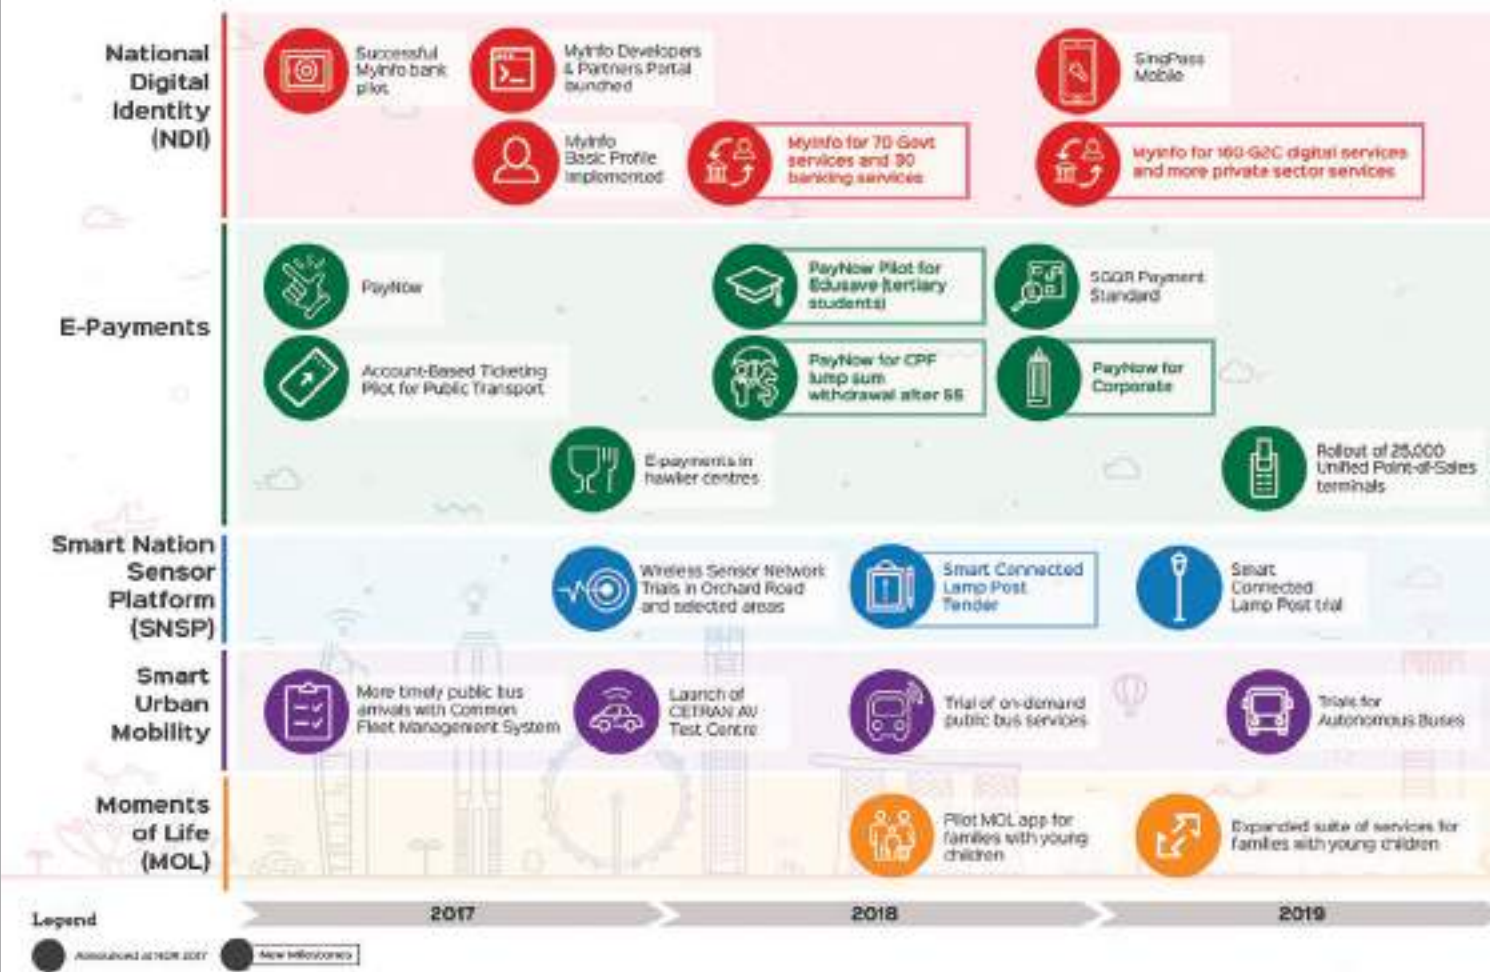 National
Digital
Identity
(NDI)
Successful
MyInfo bank
pilot
MyInfo Developers
& Partners Portal
launched
SingPass
Mobile
MyInfo
Basic Profile
Implemented
MyInfo for 70 Govt
services and 90
banking services
MyInfo for 160 G2C digital services
and more private sector services
E-Payments
PayNow
PayNow Pilot for
Edusave (tertiary
students)
SGQR Payment
Standard
Account-Based Ticketing
Pilot for Public Transport
PayNow for CPF
lump sum
withdrawal after 55
PayNow for
Corporate
E-payments in
hawker centres
Rollout of 25,000
Unified Point-of-Sales
terminals
Smart Nation
Sensor
Platform
(SNSP)
Wireless Sensor Network
Trials in Orchard Road
and selected areas
Smart Connected
Lamp Post
Tender
Smart
Connected
Lamp Post trial
Smart
Urban
Mobility
More timely public bus
arrivals with Common
Fleet Management System
Launch of
CETRAN AV
Test Centre
Trial of on-demand
public bus services
Trials for
Autonomous Buses
Moments
of Life
(MOL)
Pilot MOL app for
families with young
children
Expanded suite of services for
families with young children
2017
2018
2019
Legend
Announced at NDR 2017
New Milestones